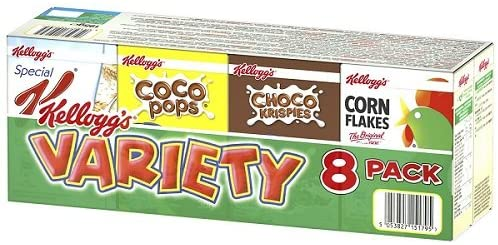 Kellogg's
Special
K
Kellogg's
COCO
POPS
Kellogg's
CHOCO
KRISPIES
Kellogg's
CORN
FLAKES
The Original
Kellogg's
VARIETY
8 PACK
5 053827 151795